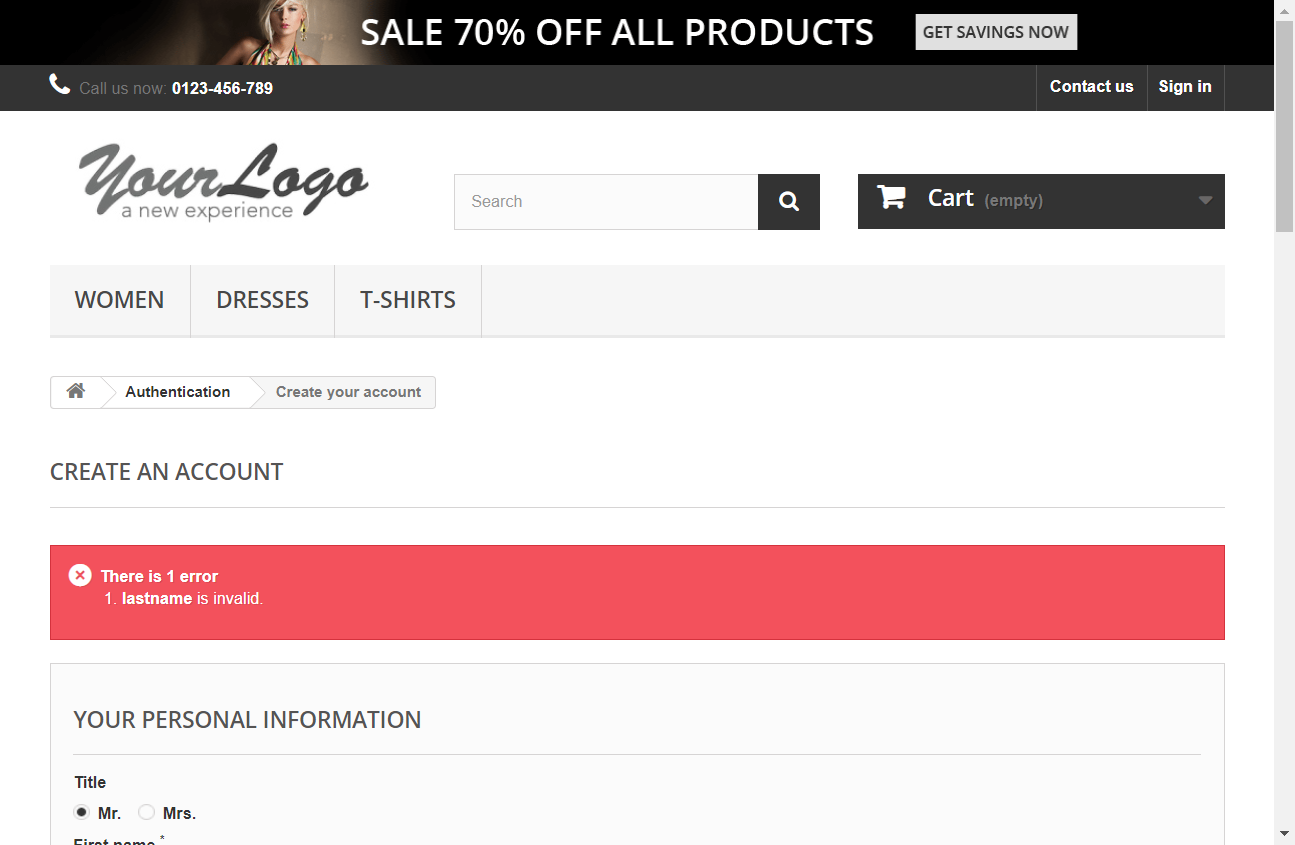 SALE 70% OFF ALL PRODUCTS GET SAVINGS NOW
Call us now: 0123-456-789 Contact us Sign in
YourLogo
a new experience
Search
Cart (empty)
WOMEN DRESSES T-SHIRTS
Authentication Create your account
CREATE AN ACCOUNT
There is 1 error
1. lastname is invalid.
YOUR PERSONAL INFORMATION
Title
Mr. Mrs.
First name *